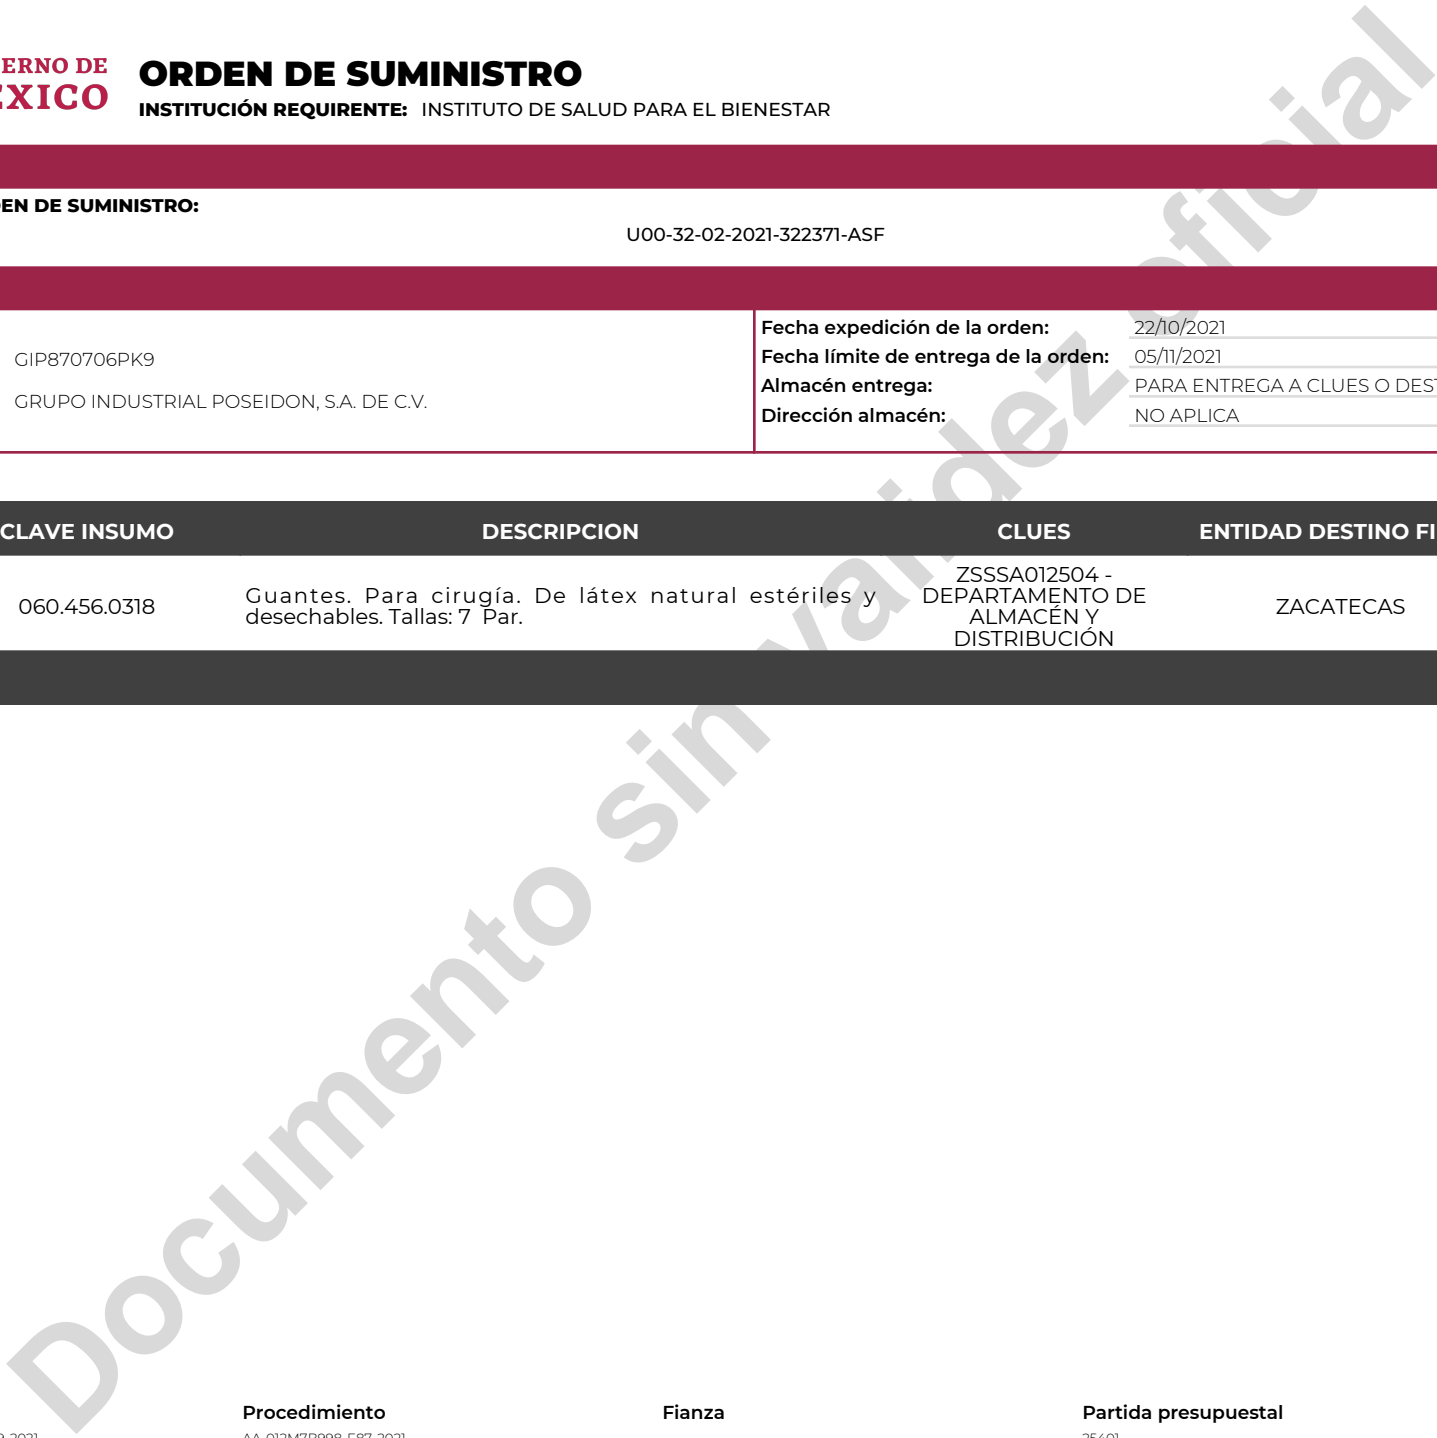 ERNO DE
ORDEN DE SUMINISTRO
INSTITUCIÓN REQUIRENTE: INSTITUTO DE SALUD PARA EL BIENESTAR
EN DE SUMINISTRO:
U00-32-02-2021-322371-ASF
GIP870706PK9
GRUPO INDUSTRIAL POSEIDON, S.A. DE C.V.
Fecha expedición de la orden: 22/10/2021
Fecha límite de entrega de la orden: 05/11/2021
Almacén entrega: PARA ENTREGA A CLUES O DEST
Dirección almacén: NO APLICA
CLAVE INSUMO DESCRIPCION CLUES ENTIDAD DESTINO FI
060.456.0318
Guantes. Para cirugía. De látex natural estériles y
desechables. Tallas: 7 Par.
ZSSSA012504 -
DEPARTAMENTO DE
ALMACÉN Y
DISTRIBUCIÓN
ZACATECAS
Documento sin validez oficial
Procedimiento Fianza Partida presupuestal